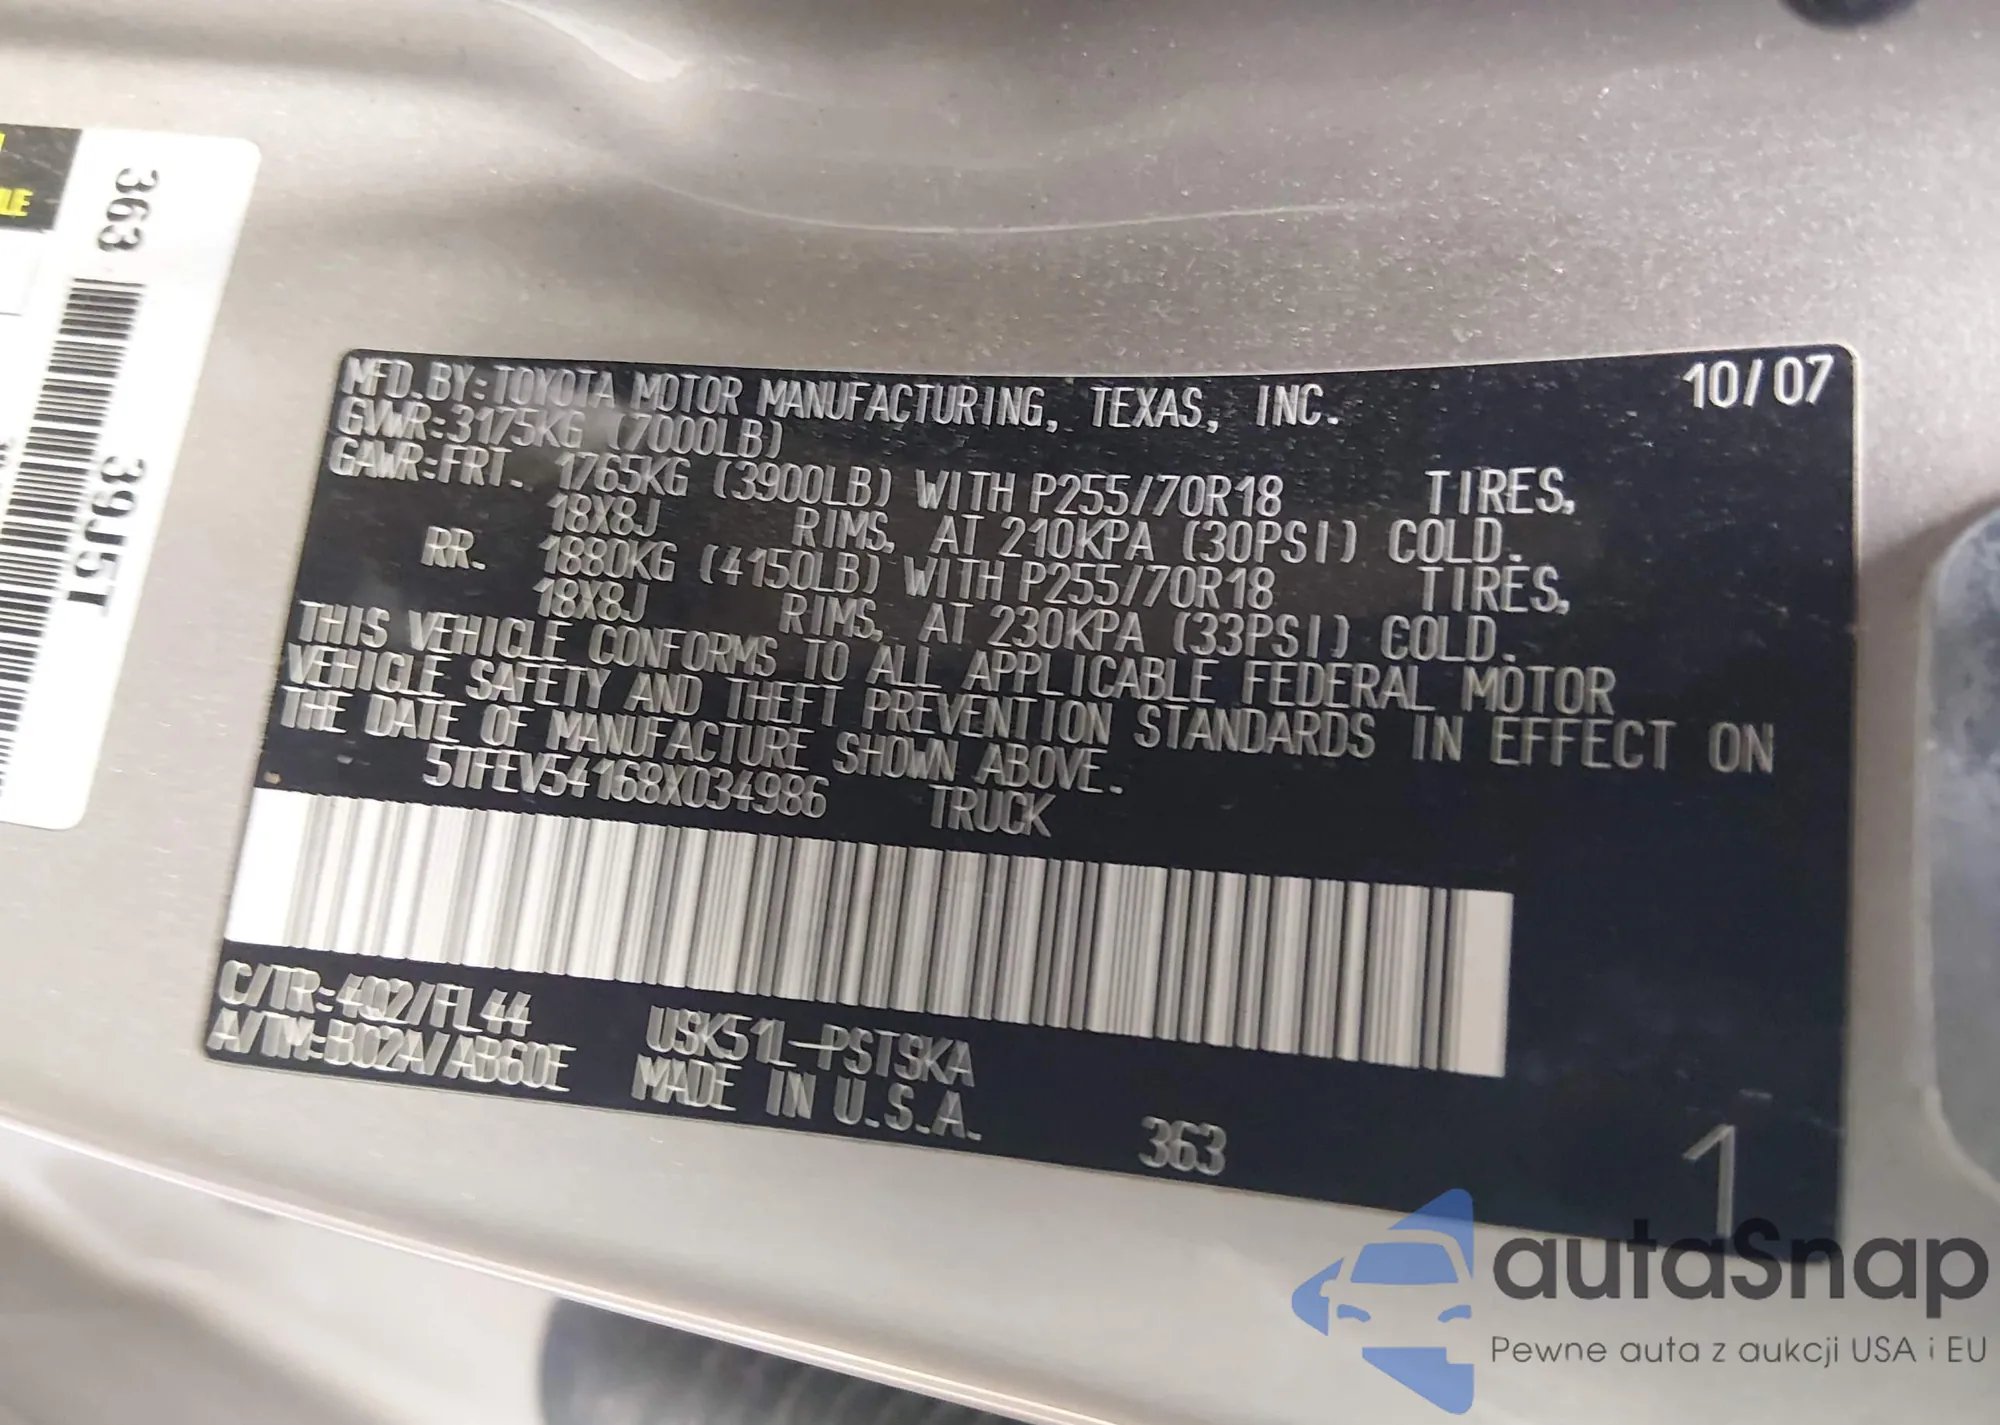 LE
363
39J51
MFD.BY:TOYOTA MOTOR MANUFACTURING, TEXAS, INC. 10/07
GVWR:3175KG (7000LB)
GAWR:FRT. 1765KG (3900LB) WITH P255/70R18 TIRES,
18X8J RIMS, AT 210KPA (30PSI) COLD.
RR. 1880KG (4150LB) WITH P255/70R18 TIRES,
18X8J RIMS, AT 230KPA (33PSI) COLD.
THIS VEHICLE CONFORMS TO ALL APPLICABLE FEDERAL MOTOR
VEHICLE SAFETY AND THEFT PREVENTION STANDARDS IN EFFECT ON
THE DATE OF MANUFACTURE SHOWN ABOVE.
5TFEV54168X034986 TRUCK
C/TR:4Q2/FL44 USK51L-PSTSKA
A/TM:B02A/AB60E MADE IN U.S.A.
363
1
autaSnap
Pewne auta z aukcji USA i EU